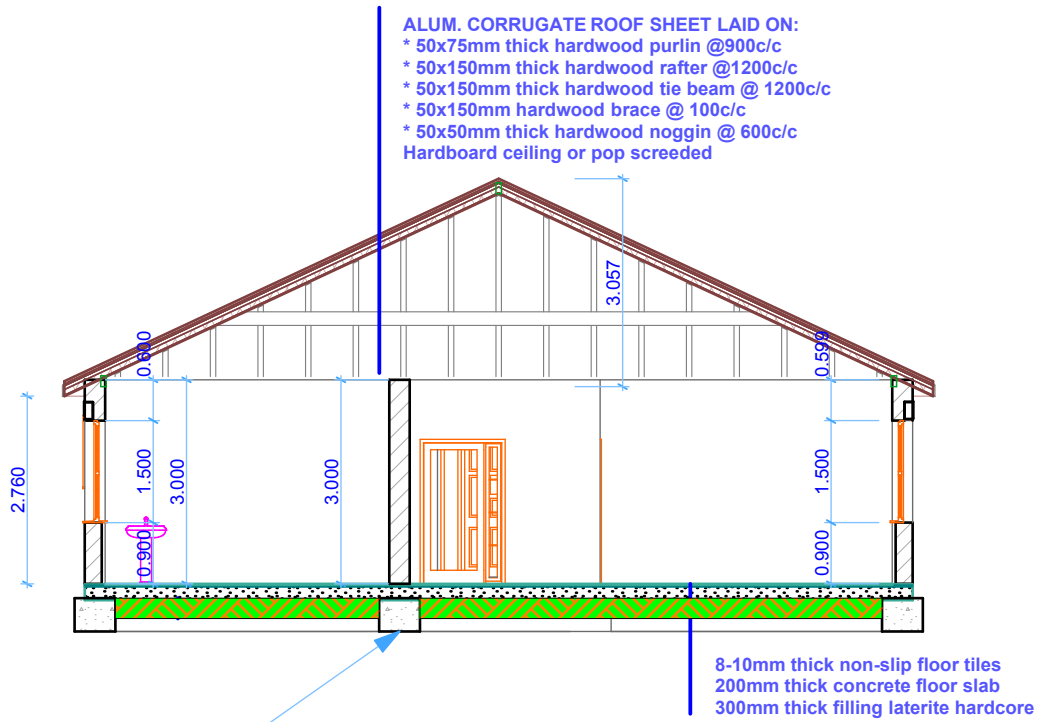 ALUM. CORRUGATE ROOF SHEET LAID ON:
* 50x75mm thick hardwood purlin @900c/c
* 50x150mm thick hardwood rafter @1200c/c
* 50x150mm thick hardwood tie beam @ 1200c/c
* 50x150mm hardwood brace @ 100c/c
* 50x50mm thick hardwood noggin @ 600c/c
Hardboard ceiling or pop screeded
3.057
0.600
0.599
2.760
1.500
3.000
3.000
1.500
0.900
0.900
8-10mm thick non-slip floor tiles
200mm thick concrete floor slab
300mm thick filling laterite hardcore